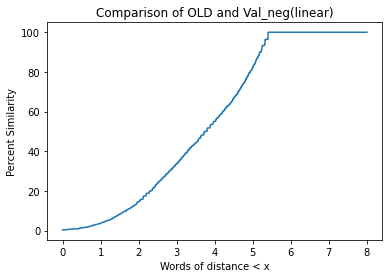 Comparison of OLD and Val_neg(linear)
Percent Similarity
100
80
60
40
20
0
0 1 2 3 4 5 6 7 8
Words of distance < x